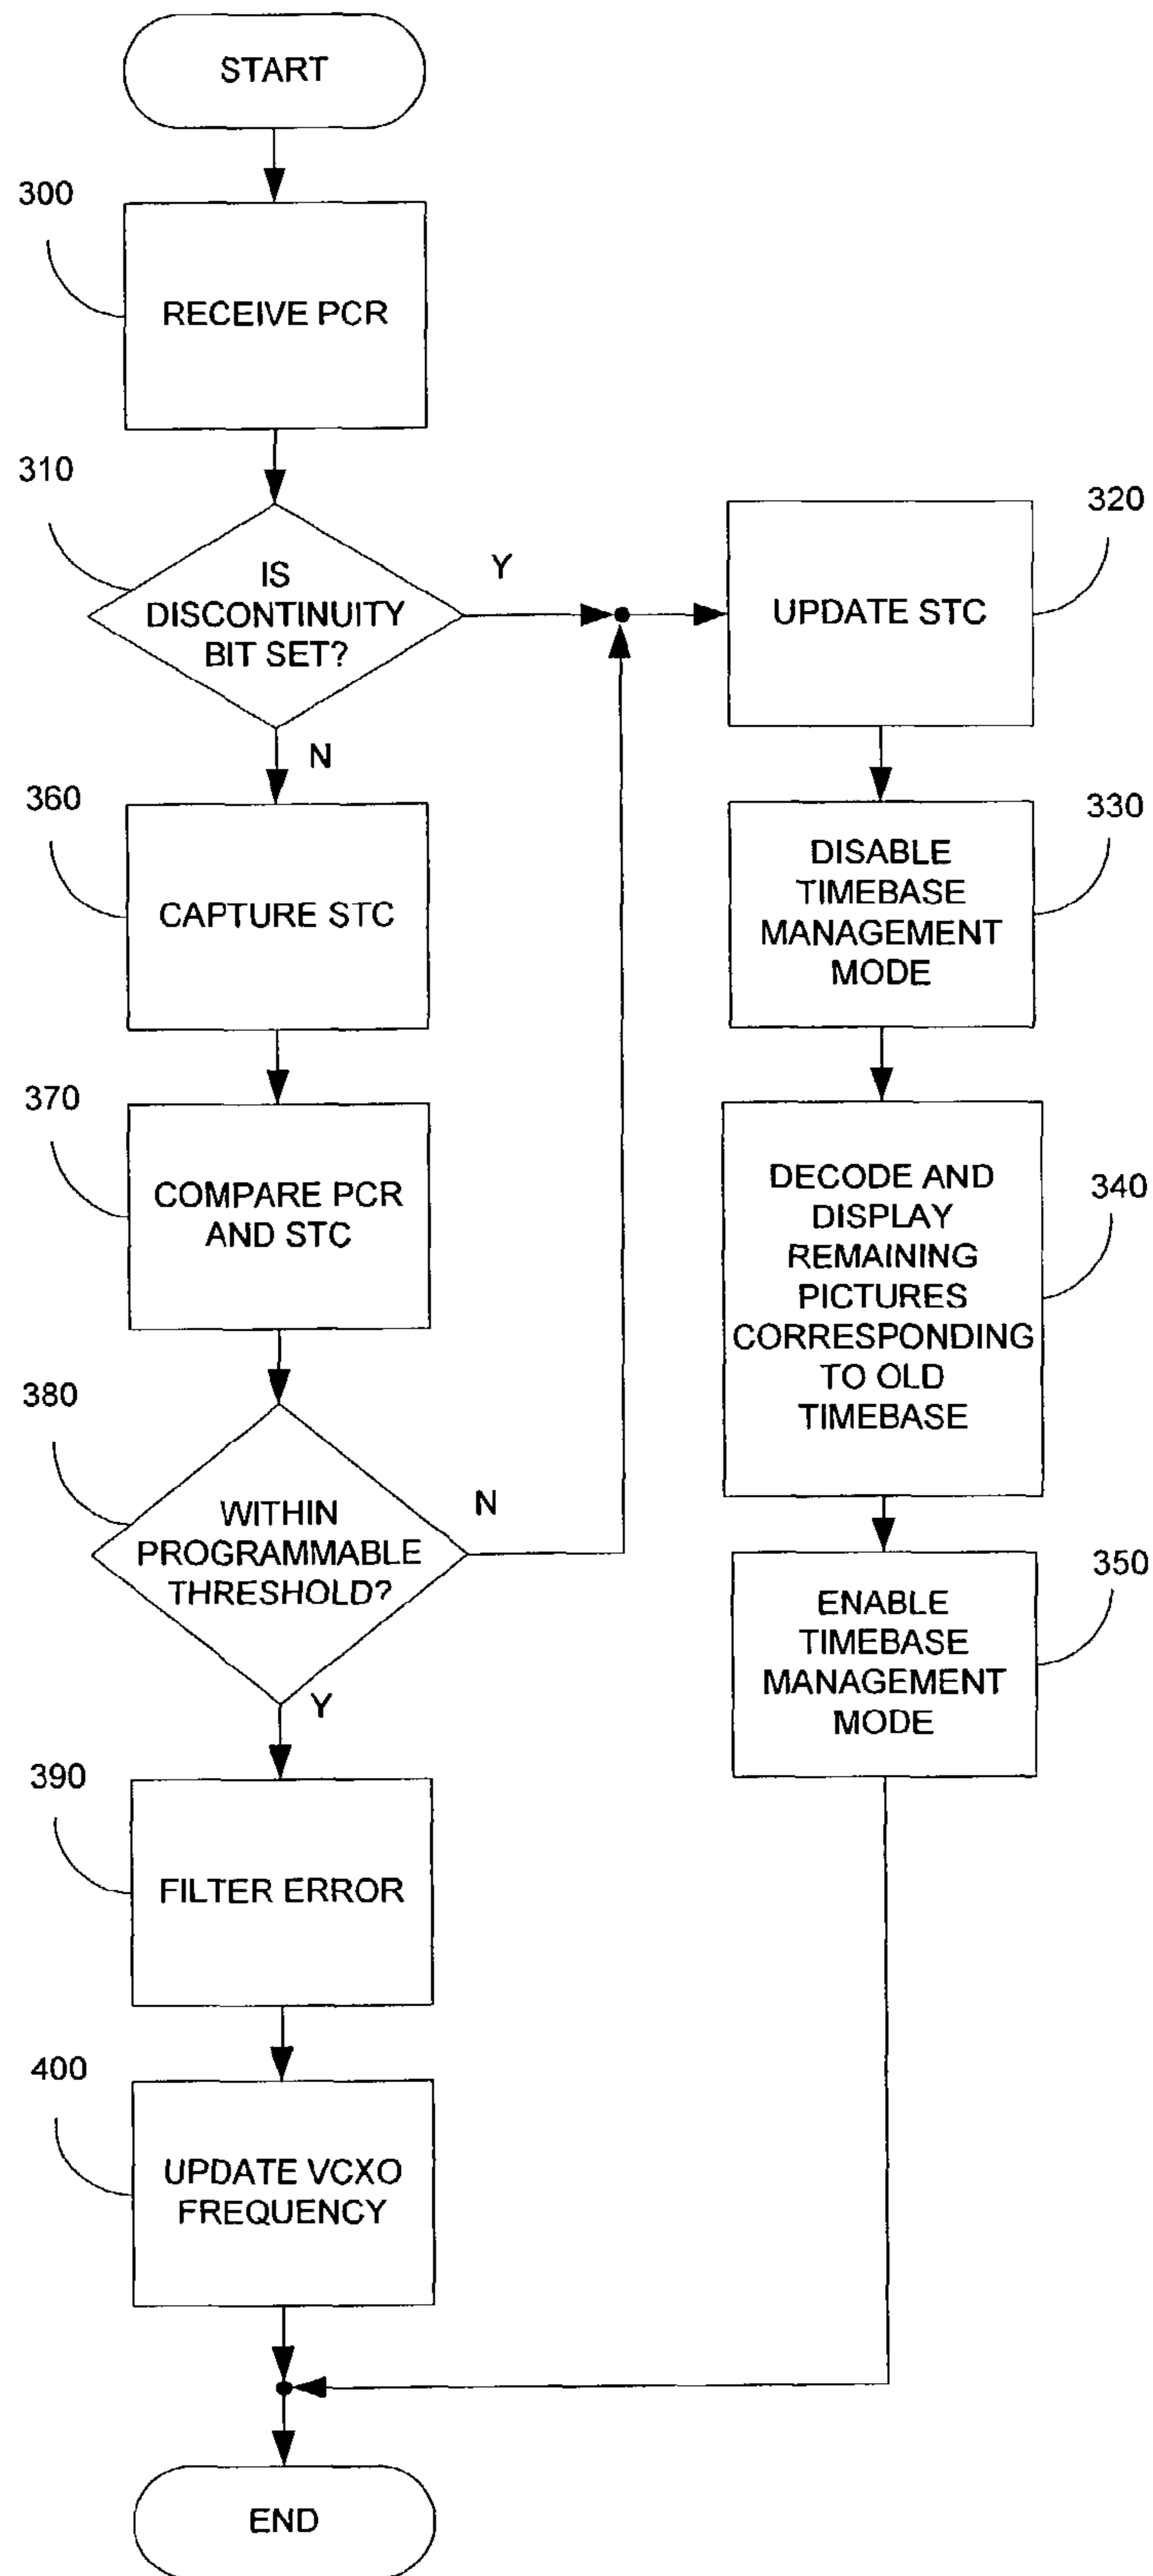 START
300
RECEIVE PCR
310
IS
DISCONTINUITY
BIT SET?
Y
N
320
UPDATE STC
330
DISABLE
TIMEBASE
MANAGEMENT
MODE
360
CAPTURE STC
370
COMPARE PCR
AND STC
340
DECODE AND
DISPLAY
REMAINING
PICTURES
CORRESPONDING
TO OLD
TIMEBASE
380
WITHIN
PROGRAMMABLE
THRESHOLD?
N
Y
350
ENABLE
TIMEBASE
MANAGEMENT
MODE
390
FILTER ERROR
400
UPDATE VCXO
FREQUENCY
END